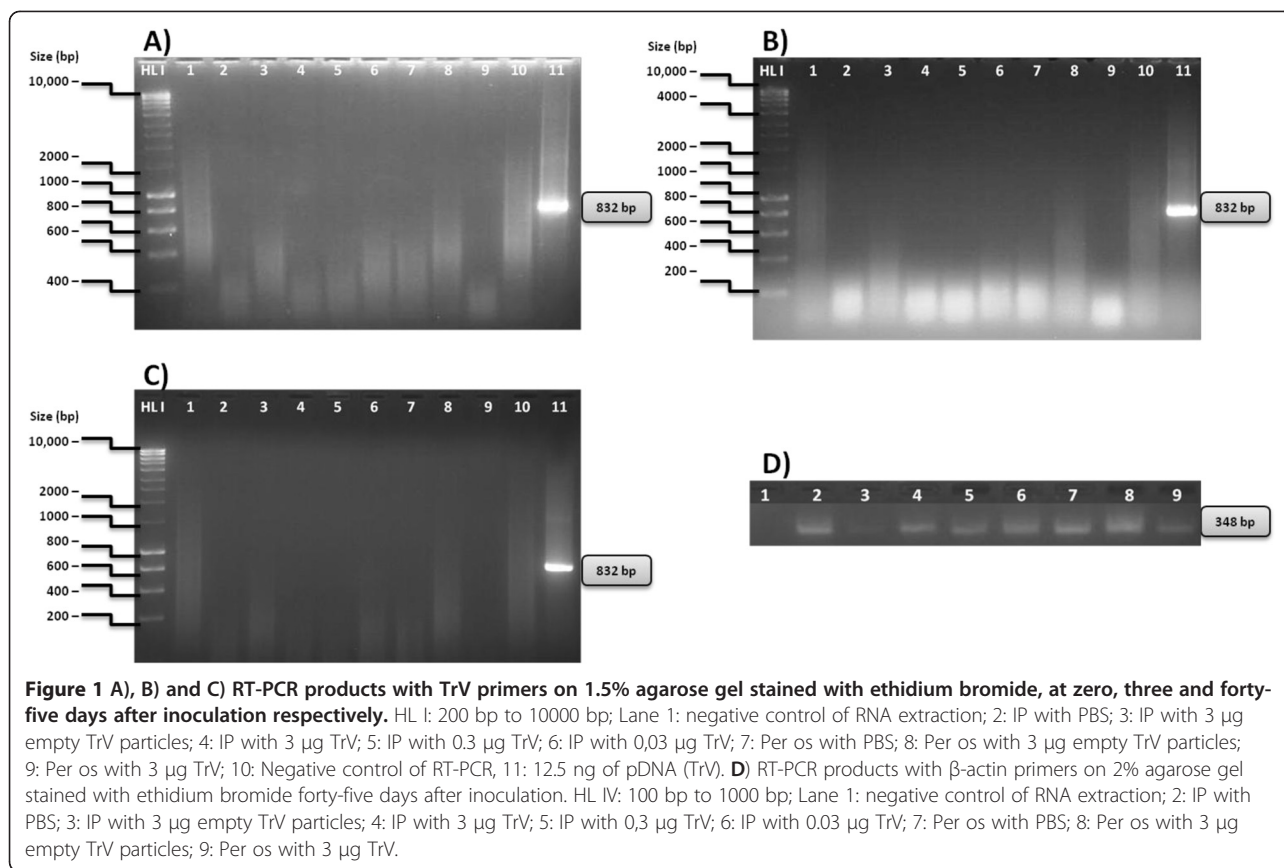 A)
Size (bp)
HL I 1 2 3 4 5 6 7 8 9 10 11
10,000 –
2000 –
1000 –
800 –
600 –
400 –
832 bp
B)
Size (bp)
HL I 1 2 3 4 5 6 7 8 9 10 11
10,000 –
4000 –
2000 –
1000 –
800 –
600 –
400 –
200 –
832 bp
C)
Size (bp)
HL I 1 2 3 4 5 6 7 8 9 10 11
10,000 –
2000 –
1000 –
800 –
600 –
400 –
200 –
832 bp
D)
1 2 3 4 5 6 7 8 9
348 bp
Figure 1 A), B) and C) RT-PCR products with TrV primers on 1.5% agarose gel stained with ethidium bromide, at zero, three and forty-
five days after inoculation respectively. HL I: 200 bp to 10000 bp; Lane 1: negative control of RNA extraction; 2: IP with PBS; 3: IP with 3 μg
empty TrV particles; 4: IP with 3 μg TrV; 5: IP with 0.3 μg TrV; 6: IP with 0,03 μg TrV; 7: Per os with PBS; 8: Per os with 3 μg empty TrV particles;
9: Per os with 3 μg TrV; 10: Negative control of RT-PCR, 11: 12.5 ng of pDNA (TrV). D) RT-PCR products with β-actin primers on 2% agarose gel
stained with ethidium bromide forty-five days after inoculation. HL IV: 100 bp to 1000 bp; Lane 1: negative control of RNA extraction; 2: IP with
PBS; 3: IP with 3 μg empty TrV particles; 4: IP with 3 μg TrV; 5: IP with 0,3 μg TrV; 6: IP with 0.03 μg TrV; 7: Per os with PBS; 8: Per os with 3 μg
empty TrV particles; 9: Per os with 3 μg TrV.